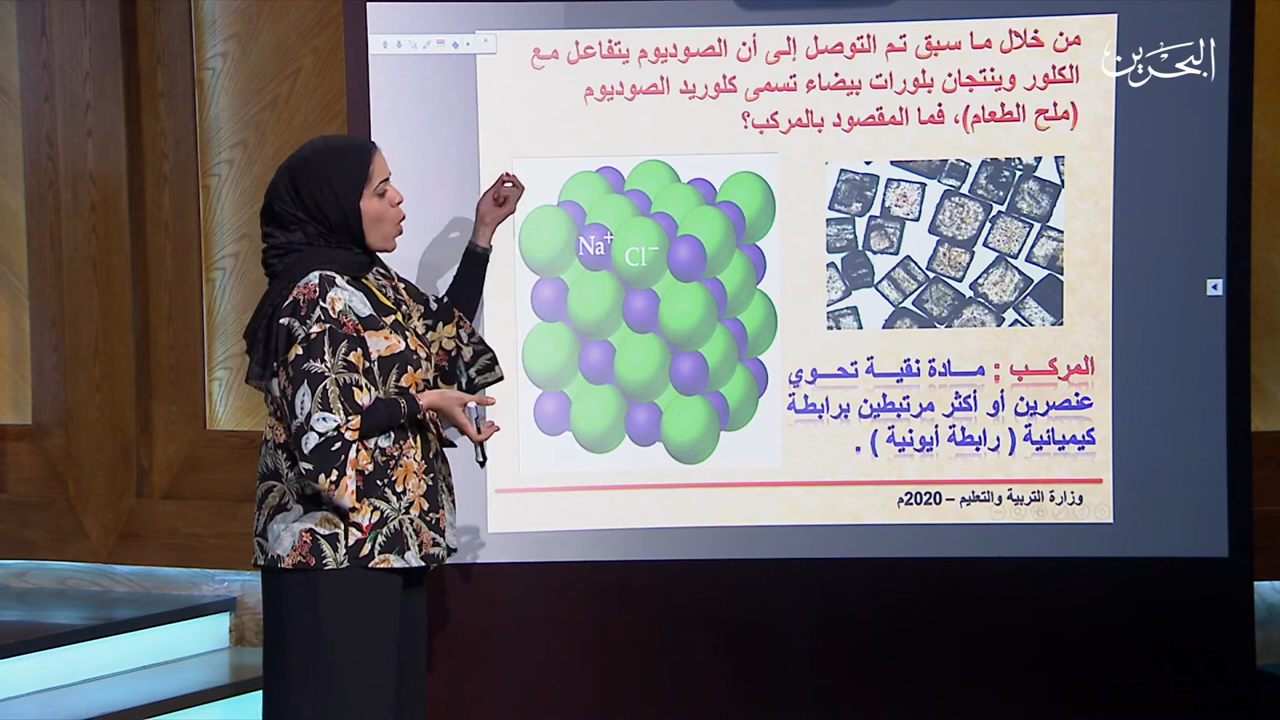 من خلال ما سبق تم التوصل إلى أن الصوديوم يتفاعل مع
الكلور وينتجان بلورات بيضاء تسمى كلوريد الصوديوم
(ملح الطعام)، فما المقصود بالمركب؟
البحرين
Na+
Cl−
المركب : مادة نقية تحوي
عنصرين أو أكثر مرتبطين برابطة
كيميائية ( رابطة أيونية ) .
وزارة التربية والتعليم – 2020م